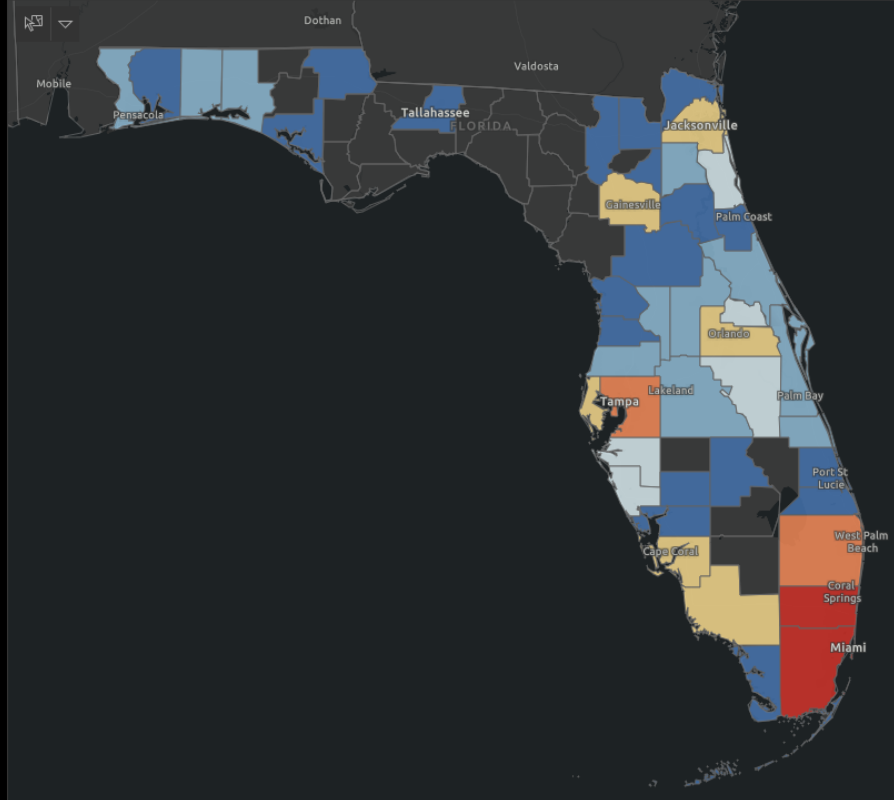 Dothan
Valdosta
Mobile
Pensacola
Tallahassee
FLORIDA
Jacksonville
Gainesville
Palm Coast
Orlando
Lakeland
Tampa
Palm Bay
Port St
Lucie
West Palm
Beach
Cape Coral
Coral
Springs
Miami